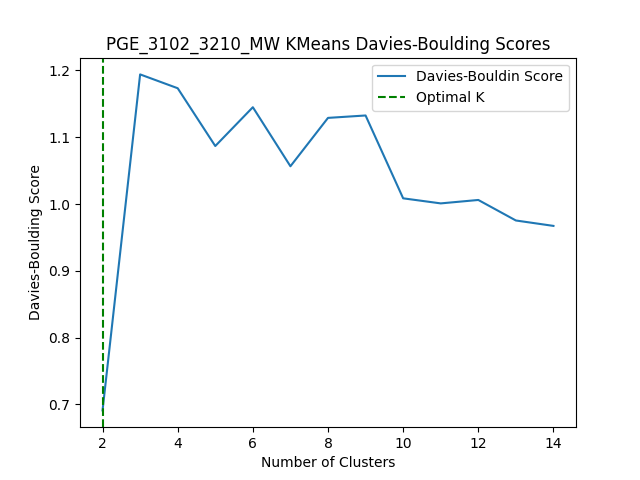 PGE_3102_3210_MW KMeans Davies-Boulding Scores
Davies-Bouldin Score
Optimal K
Davies-Boulding Score
1.2
1.1
1.0
0.9
0.8
0.7
2 4 6 8 10 12 14
Number of Clusters